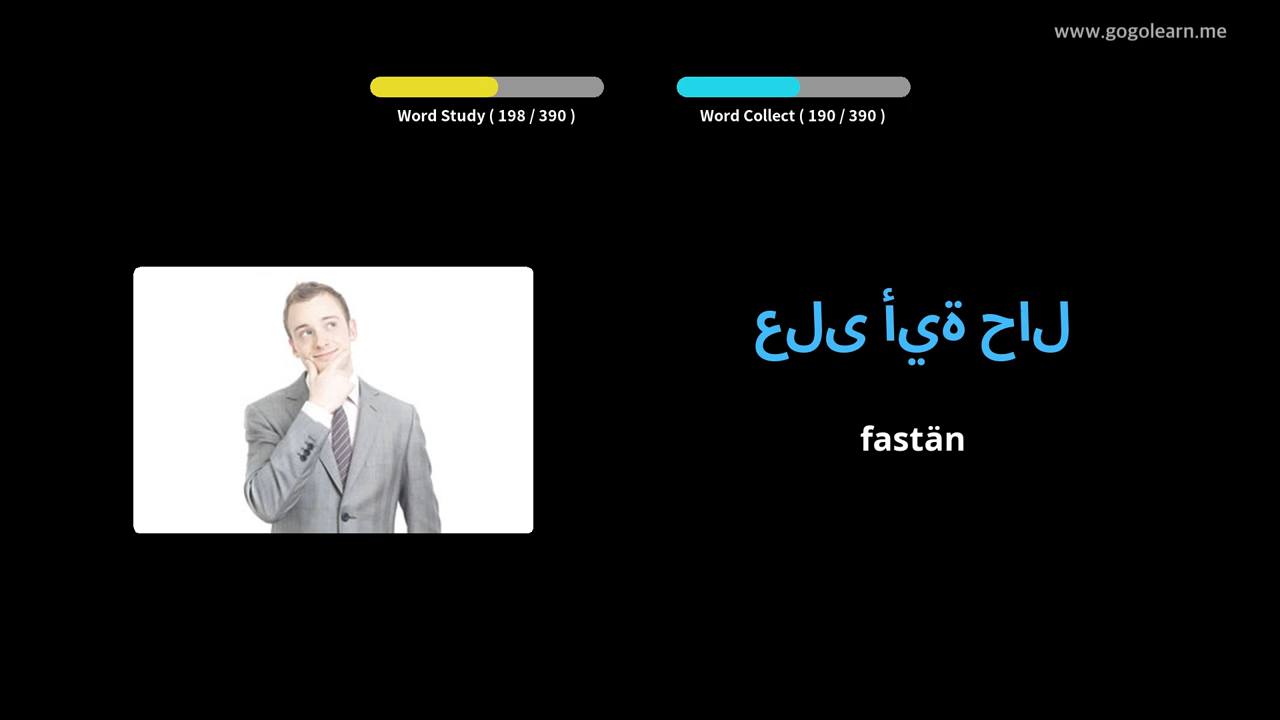 www.gogolearn.me
Word Study ( 198 / 390 )
Word Collect ( 190 / 390 )
على أية حال
fastän